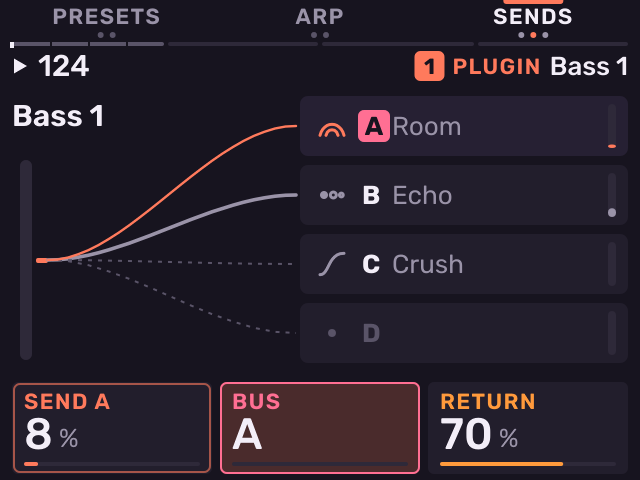 PRESETS ARP SENDS
124 1 PLUGIN Bass 1
Bass 1
A Room
B Echo
C Crush
D
SEND A BUS RETURN
8 % A 70 %